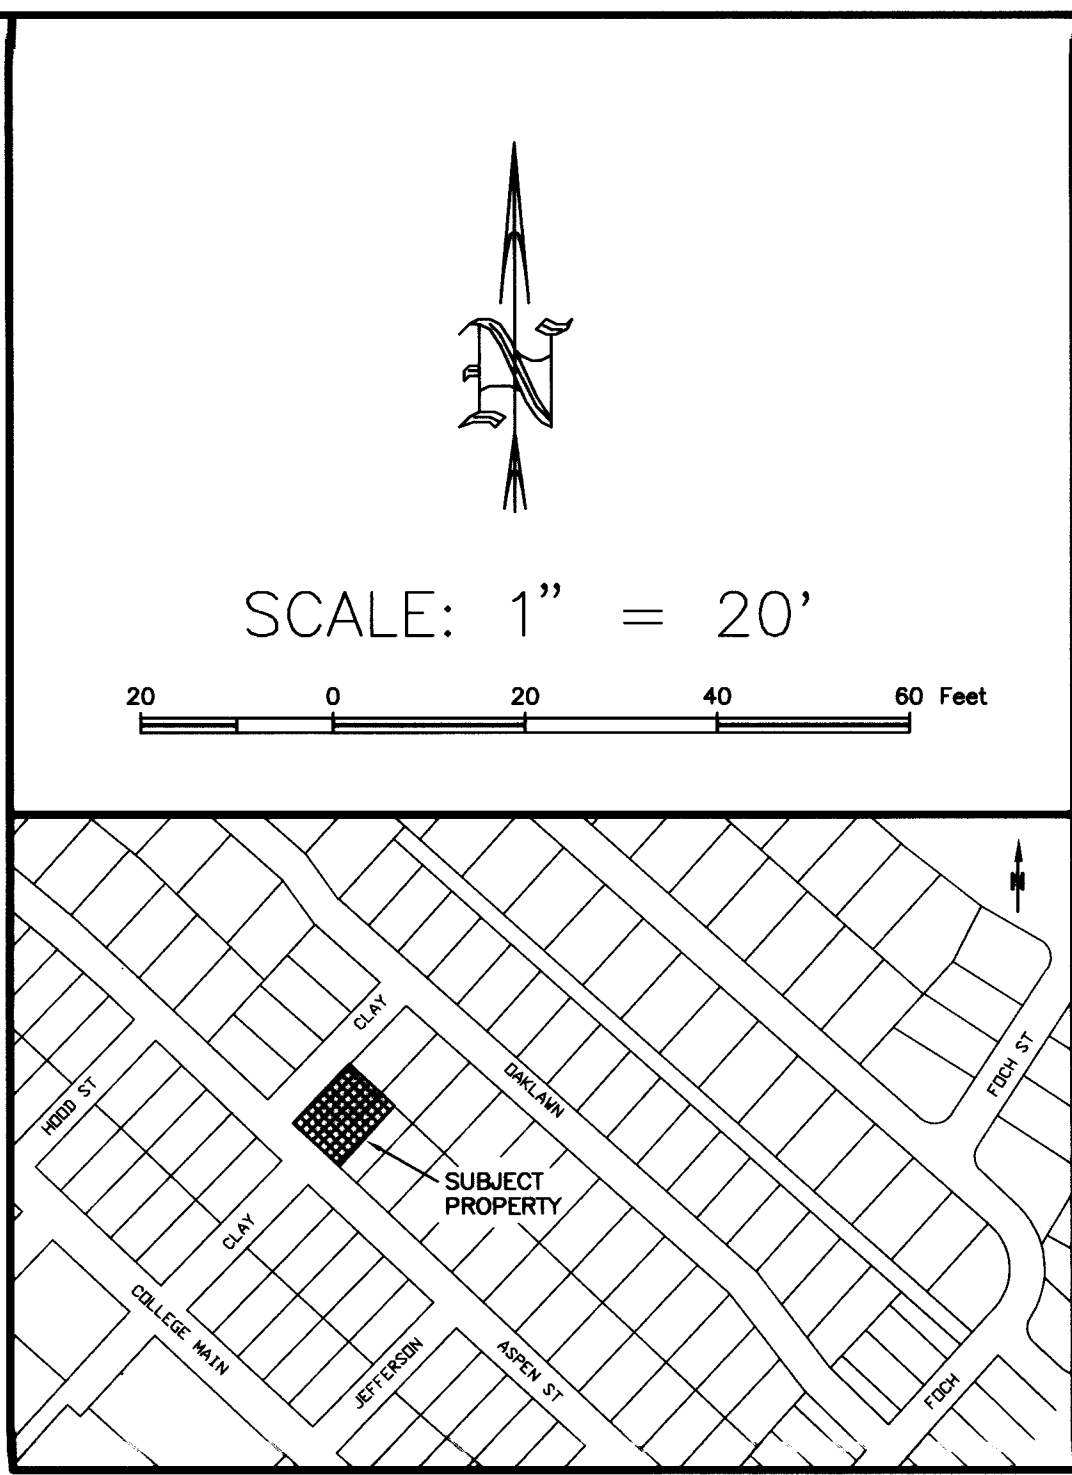 N
SCALE: 1" = 20'
20 0 20 40 60 Feet
N
CLAY
FOCH ST
OAKLAWN
HOOD ST
SUBJECT
PROPERTY
CLAY
COLLEGE MAIN
JEFFERSON
ASPEN ST
FOCH